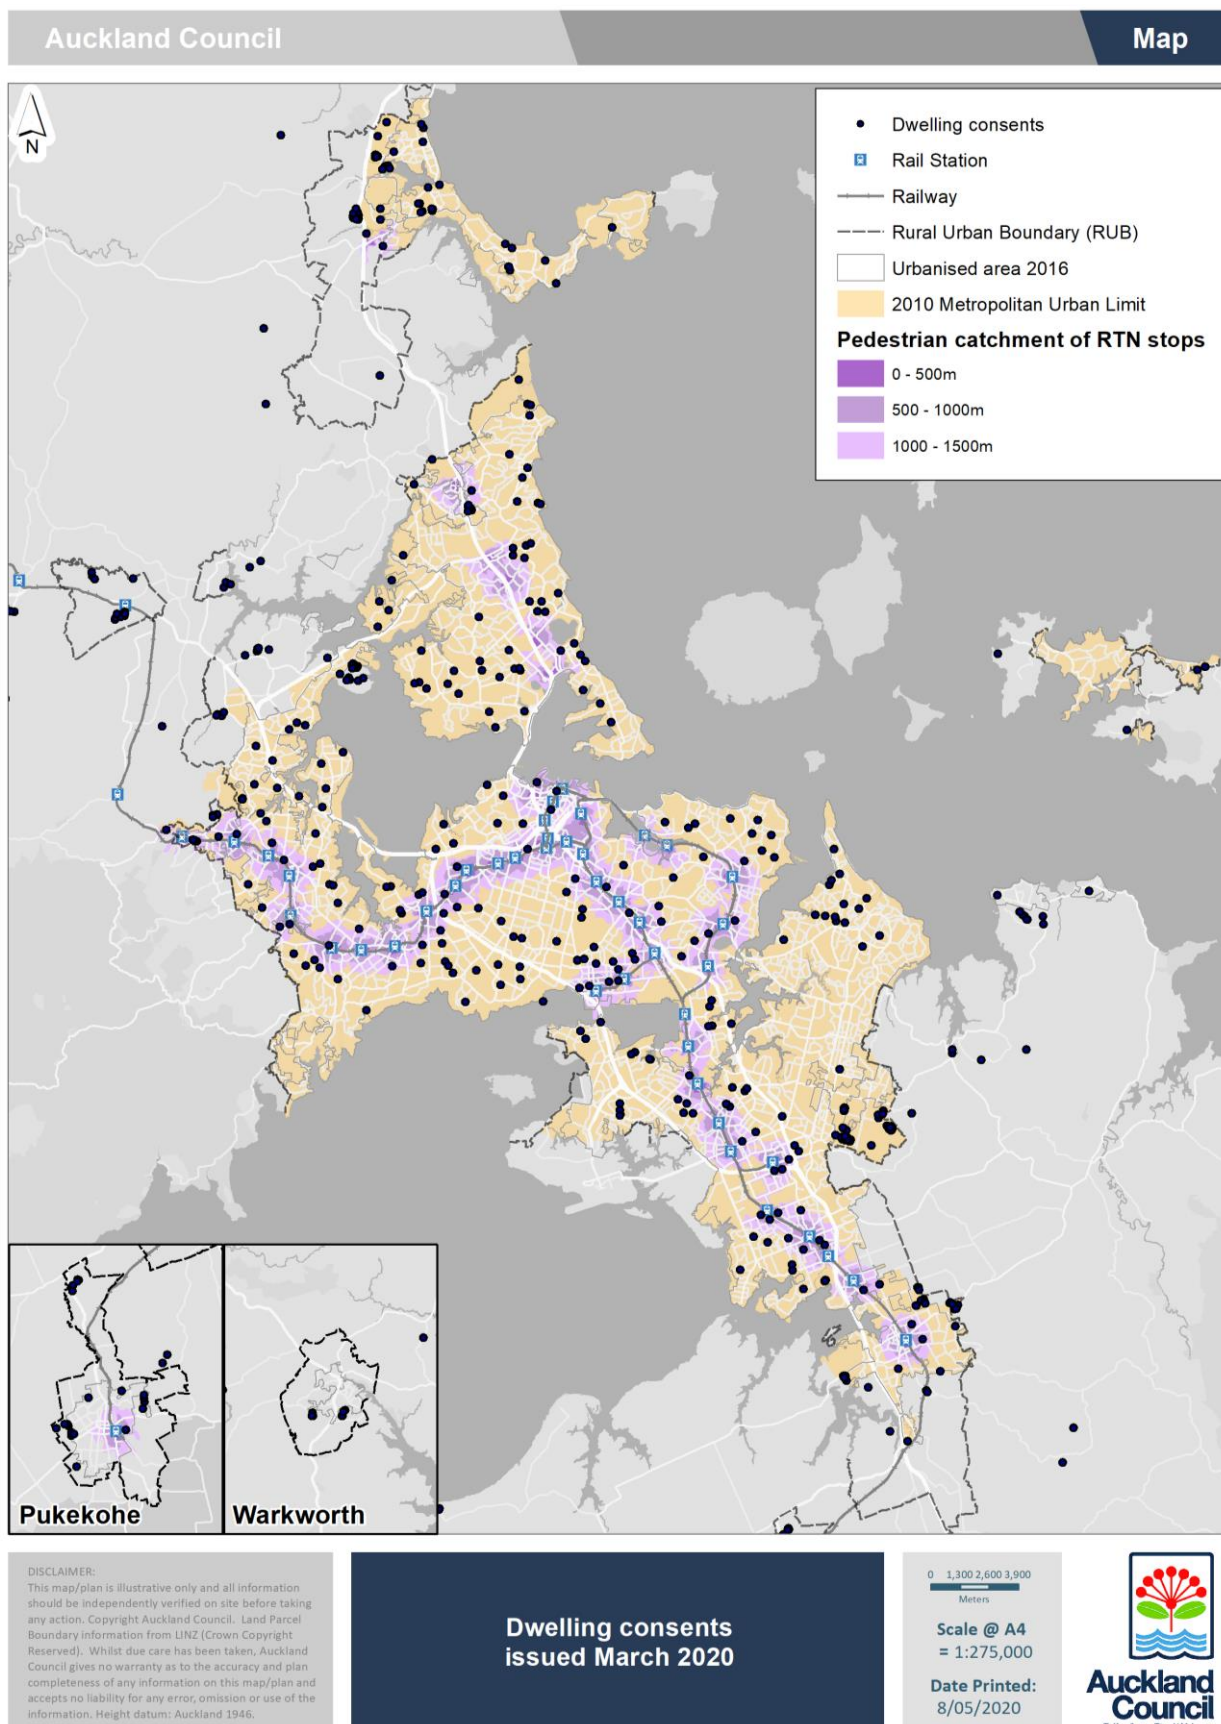 Auckland Council
Map
N
Dwelling consents
Rail Station
Railway
Rural Urban Boundary (RUB)
Urbanised area 2016
2010 Metropolitan Urban Limit
Pedestrian catchment of RTN stops
0 - 500m
500 - 1000m
1000 - 1500m
Pukekohe
Warkworth
DISCLAIMER:
This map/plan is illustrative only and all information
should be independently verified on site before taking
any action. Copyright Auckland Council. Land Parcel
Boundary information from LINZ (Crown Copyright
Reserved). Whilst due care has been taken, Auckland
Council gives no warranty as to the accuracy and plan
completeness of any information on this map/plan and
accepts no liability for any error, omission or use of the
information. Height datum: Auckland 1946.
Dwelling consents
issued March 2020
0 1,300 2,600 3,900
Meters
Scale @ A4
= 1:275,000
Date Printed:
8/05/2020
Auckland
Council